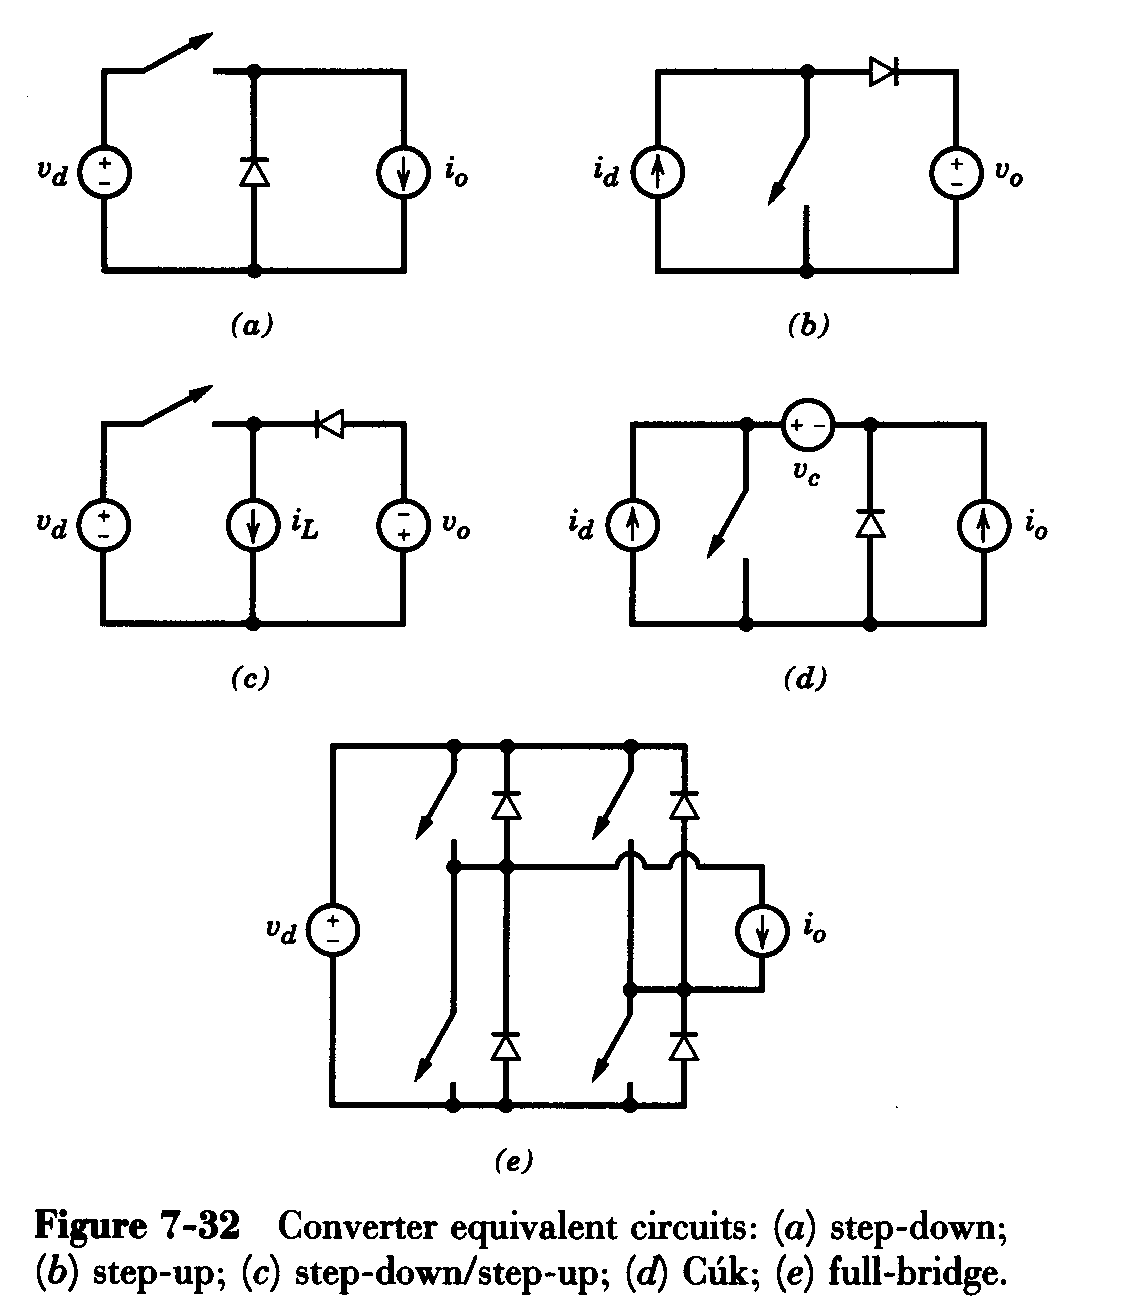 v_d
+
−
i_o
(a)
i_d
+
−
v_o
(b)
v_d
+
−
i_L
−
+
v_o
(c)
i_d
+ −
v_c
i_o
(d)
v_d
+
−
i_o
(e)
Figure 7-32 Converter equivalent circuits: (a) step-down;
(b) step-up; (c) step-down/step-up; (d) Cúk; (e) full-bridge.